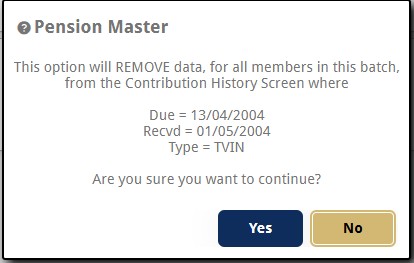 Pension Master
This option will REMOVE data, for all members in this batch,
from the Contribution History Screen where
Due = 13/04/2004
Recvd = 01/05/2004
Type = TVIN
Are you sure you want to continue?
Yes No